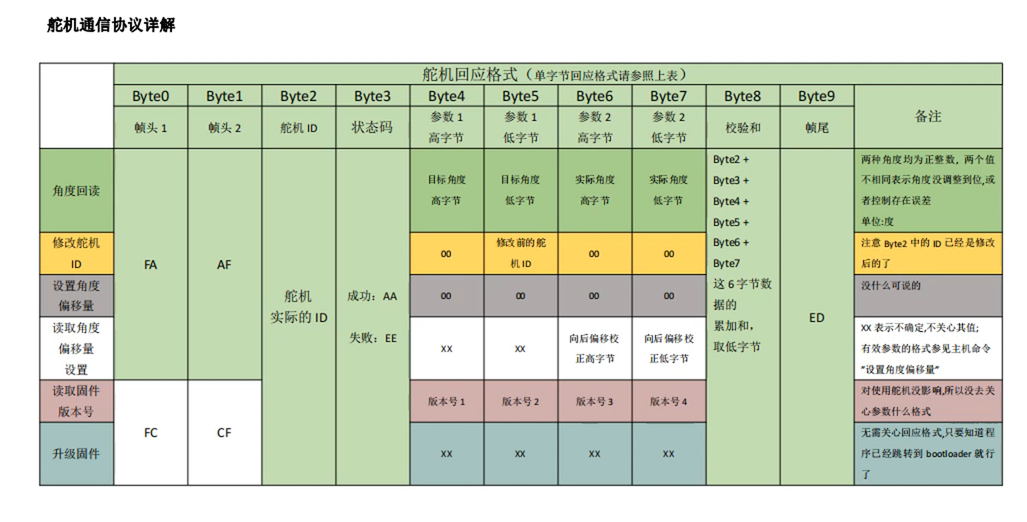 舵机通信协议详解
舵机回应格式（单字节回应格式请参照上表）
Byte0 Byte1 Byte2 Byte3 Byte4 Byte5 Byte6 Byte7 Byte8 Byte9 备注
帧头 1 帧头 2 舵机 ID 状态码 参数 1 高字节 参数 1 低字节 参数 2 高字节 参数 2 低字节 校验和 帧尾
角度回读
目标角度
高字节
目标角度
低字节
实际角度
高字节
实际角度
低字节
两种角度均为正整数, 两个值
不相同表示角度没调整到位,或
者控制存在误差
单位:度
修改舵机
ID
00
修改前的舵
机 ID
00
00
注意 Byte2 中的 ID 已经是修改
后的了
设置角度
偏移量
00
00
00
00
没什么可说的
读取角度
偏移量
设置
XX
XX
向后偏移校
正高字节
向后偏移校
正低字节
XX 表示不确定,不关心其值;
有效参数的格式参见主机命令
"设置角度偏移量"
读取固件
版本号
版本号 1
版本号 2
版本号 3
版本号 4
对使用舵机没影响,所以没去关
心参数什么格式
升级固件
XX
XX
XX
XX
无需关心回应格式,只要知道程
序已经跳转到 bootloader 就行
了
FA
AF
FC
CF
舵机
实际的 ID
成功：AA
失败：EE
Byte2 +
Byte3 +
Byte4 +
Byte5 +
Byte6 +
Byte7
这 6 字节数
据的
累加和，
取低字节
ED